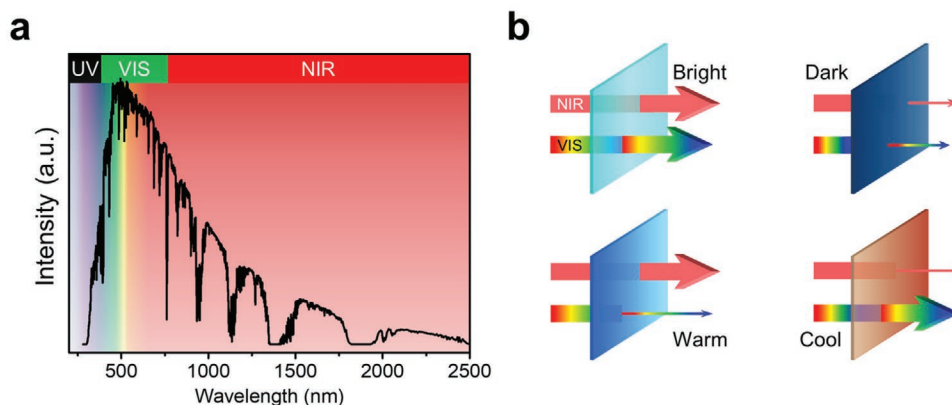 a
UV VIS NIR
Intensity (a.u.)
500 1000 1500 2000 2500
Wavelength (nm)
b
Bright
NIR
VIS
Dark
Warm
Cool